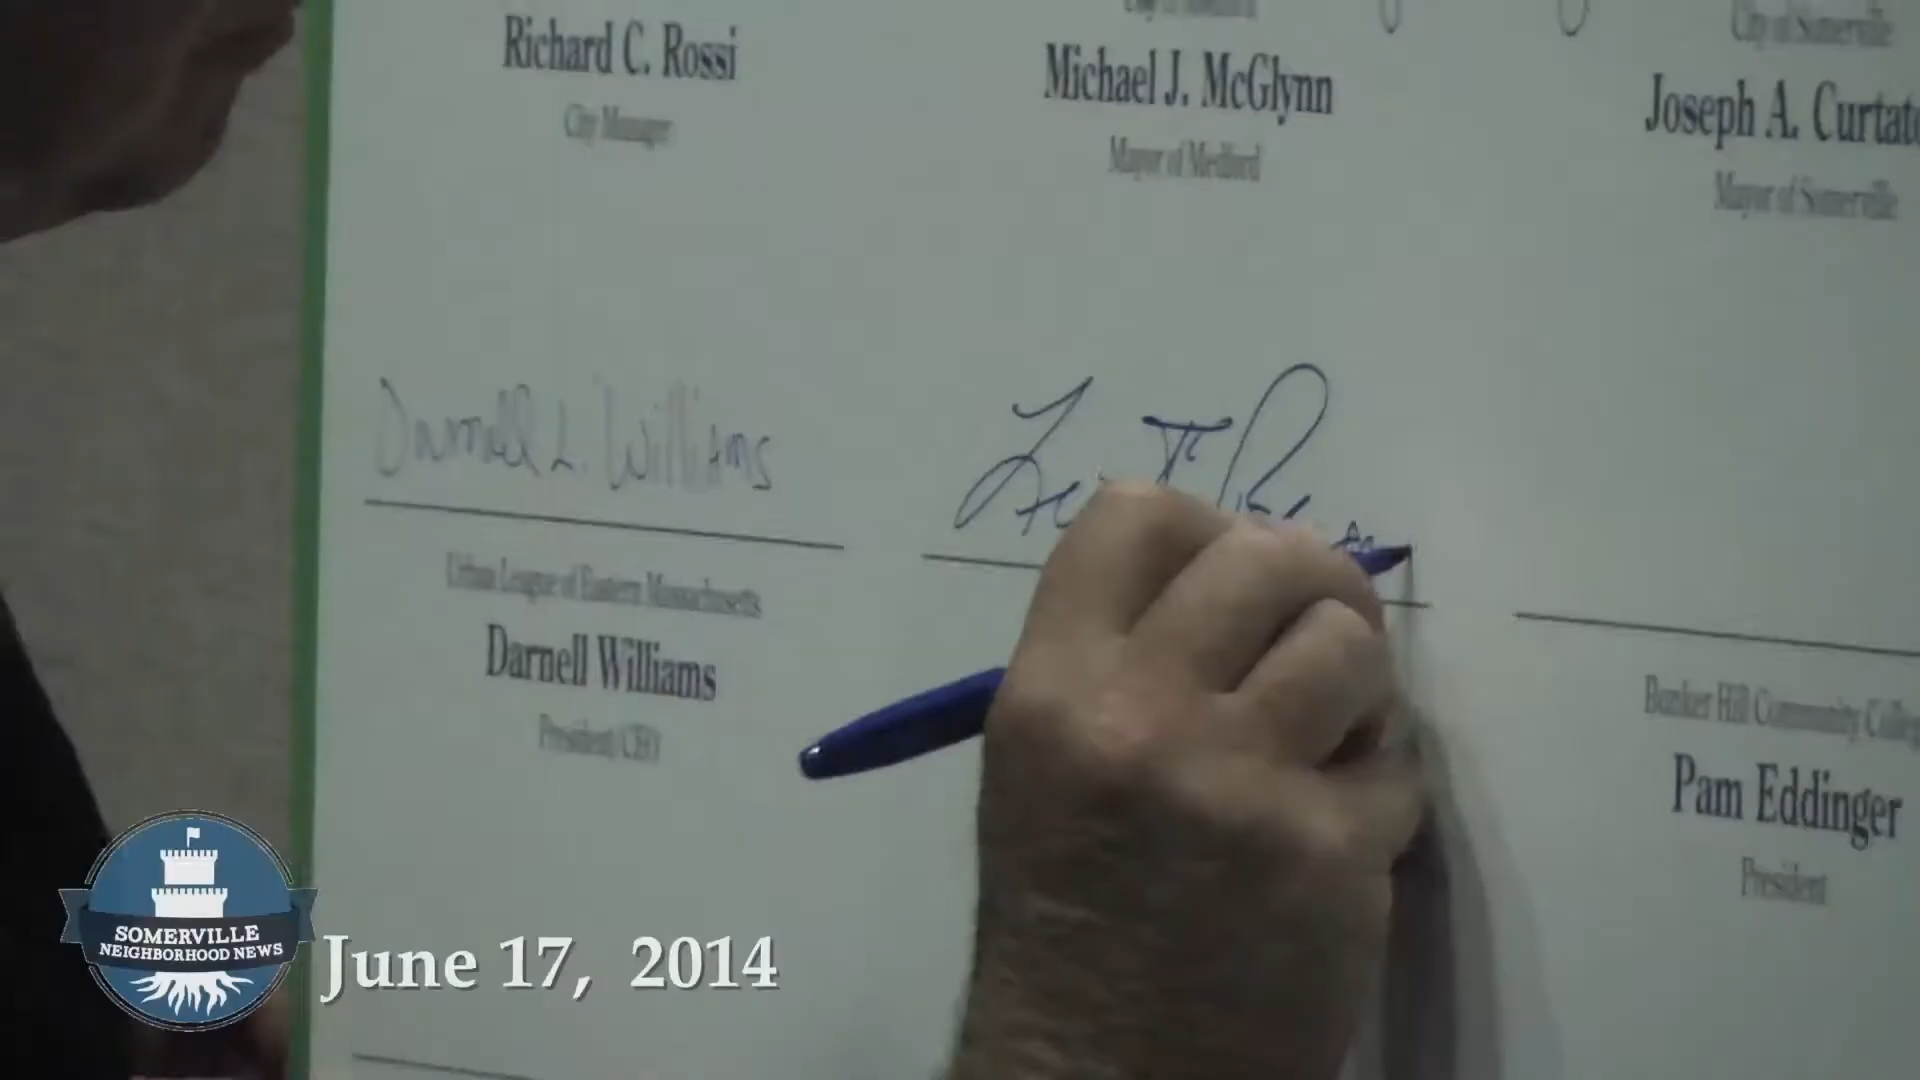 Richard C. Rossi
City Manager
Michael J. McGlynn
Mayor of Medford
City of Somerville
Joseph A. Curtat
Mayor of Somerville
Darnell L. Williams
Urban League of Eastern Massachusetts
Darnell Williams
President/CEO
Bunker Hill Community Colleg
Pam Eddinger
President
SOMERVILLE
NEIGHBORHOOD NEWS
June 17, 2014